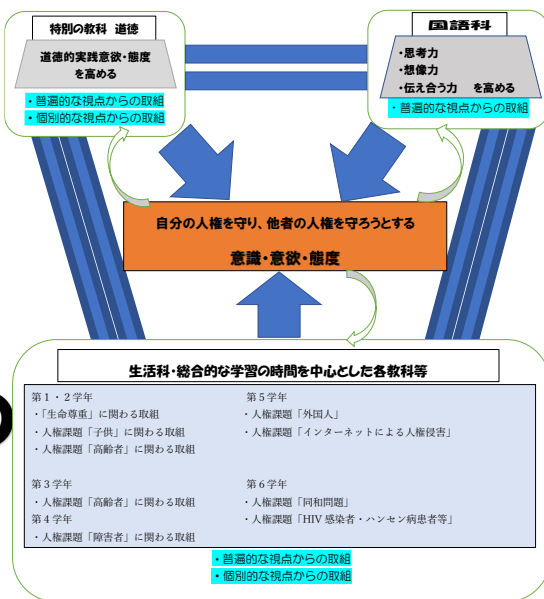 特別の教科 道徳
道徳的実践意欲・態度
を高める
・普遍的な視点からの取組
・個別的な視点からの取組
国語科
・思考力
・想像力
・伝え合う力 を高める
・普遍的な視点からの取組
自分の人権を守り、他者の人権を守ろうとする
意識・意欲・態度
生活科・総合的な学習の時間を中心とした各教科等
第1・2学年
・「生命尊重」に関わる取組
・人権課題「子供」に関わる取組
・人権課題「高齢者」に関わる取組
第3学年
・人権課題「高齢者」に関わる取組
第4学年
・人権課題「障害者」に関わる取組
第5学年
・人権課題「外国人」
・人権課題「インターネットによる人権侵害」
第6学年
・人権課題「同和問題」
・人権課題「HIV 感染者・ハンセン病患者等」
・普遍的な視点からの取組
・個別的な視点からの取組